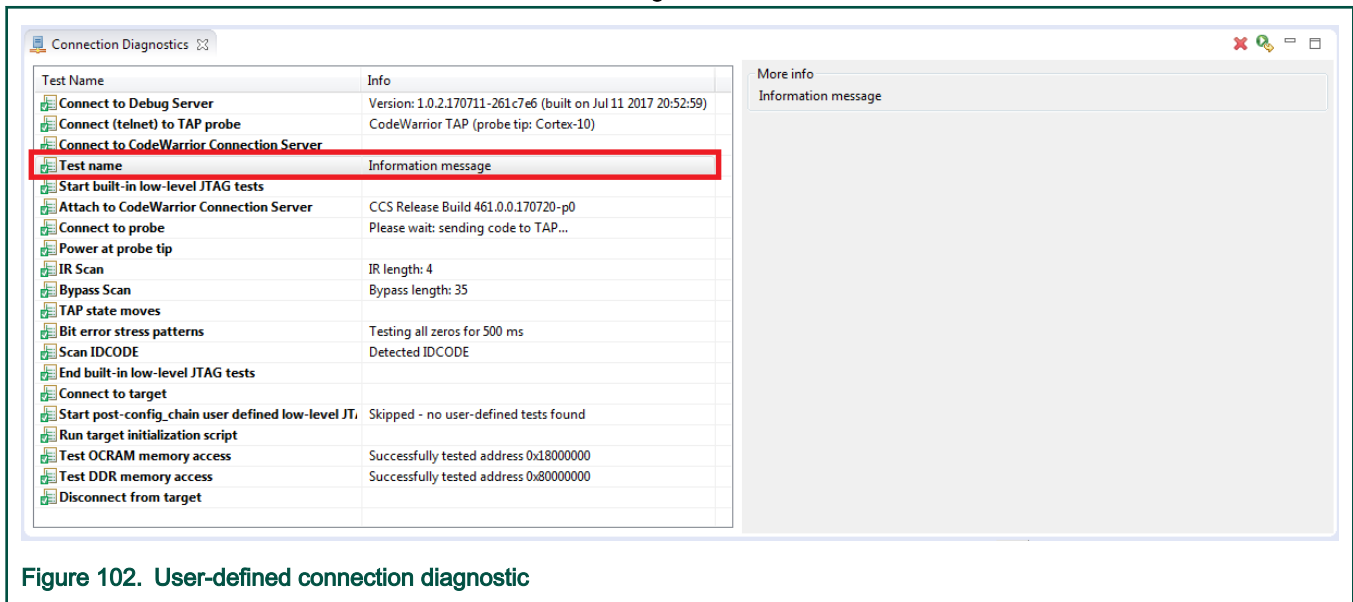 Connection Diagnostics
Test Name Info
Connect to Debug Server Version: 1.0.2.170711-261c7e6 (built on Jul 11 2017 20:52:59)
Connect (telnet) to TAP probe CodeWarrior TAP (probe tip: Cortex-10)
Connect to CodeWarrior Connection Server
Test name Information message
Start built-in low-level JTAG tests
Attach to CodeWarrior Connection Server CCS Release Build 461.0.0.170720-p0
Connect to probe Please wait: sending code to TAP...
Power at probe tip
IR Scan IR length: 4
Bypass Scan Bypass length: 35
TAP state moves
Bit error stress patterns Testing all zeros for 500 ms
Scan IDCODE Detected IDCODE
End built-in low-level JTAG tests
Connect to target
Start post-config_chain user defined low-level JT Skipped - no user-defined tests found
Run target initialization script
Test OCRAM memory access Successfully tested address 0x18000000
Test DDR memory access Successfully tested address 0x80000000
Disconnect from target
More info
Information message
Figure 102. User-defined connection diagnostic